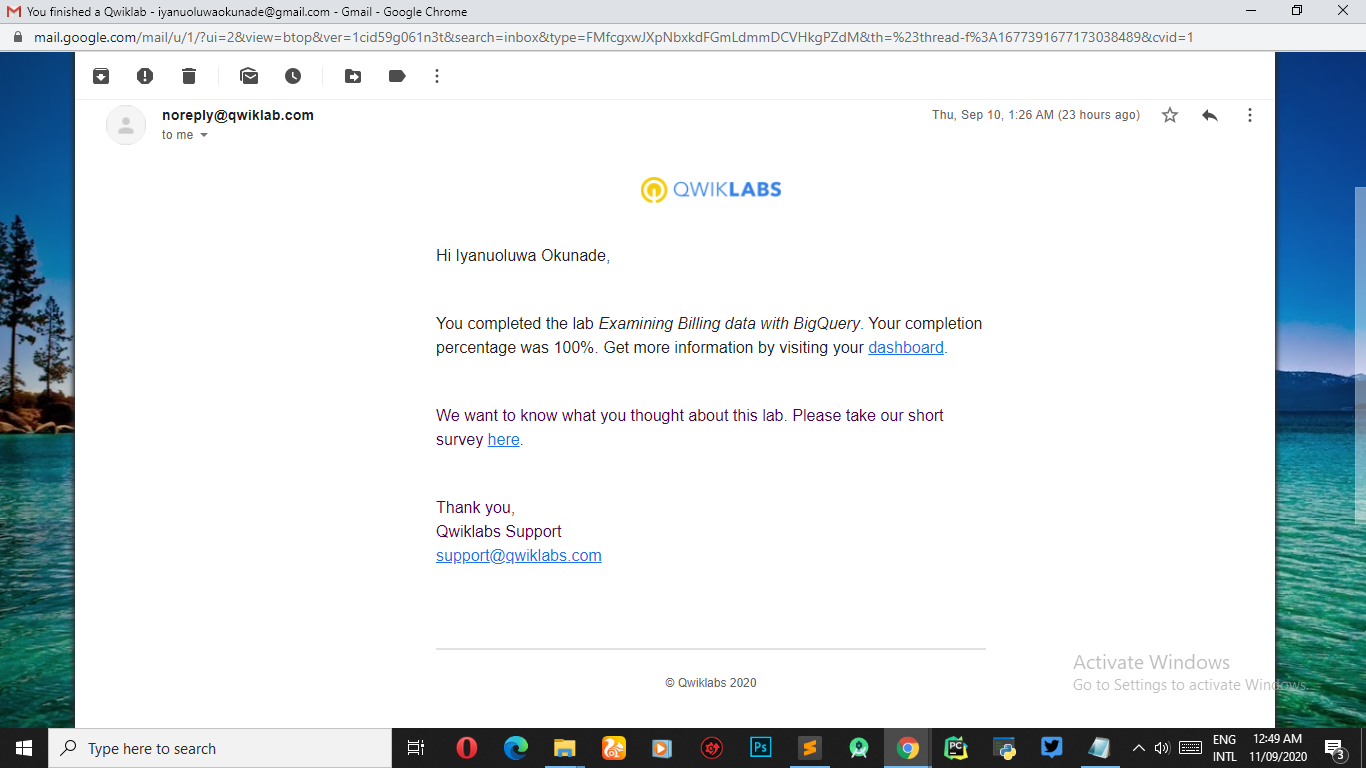 You finished a Qwiklab - iyanuoluwaokunade@gmail.com - Gmail - Google Chrome
mail.google.com/mail/u/1/?ui=2&view=btop&ver=1cid59g061n3t&search=inbox&type=FMfcgxwJXpNbxkdFGmLdmmDCVHkgPZdM&th=%23thread-f%3A1677391677173038489&cvid=1
noreply@qwiklab.com
Thu, Sep 10, 1:26 AM (23 hours ago)
to me
QWIKLABS
Hi Iyanuoluwa Okunade,
You completed the lab Examining Billing data with BigQuery. Your completion
percentage was 100%. Get more information by visiting your dashboard.
We want to know what you thought about this lab. Please take our short
survey here.
Thank you,
Qwiklabs Support
support@qwiklabs.com
© Qwiklabs 2020
Activate Windows
Go to Settings to activate Windows.
Type here to search
Ps
PC
ENG
INTL
12:49 AM
11/09/2020
3